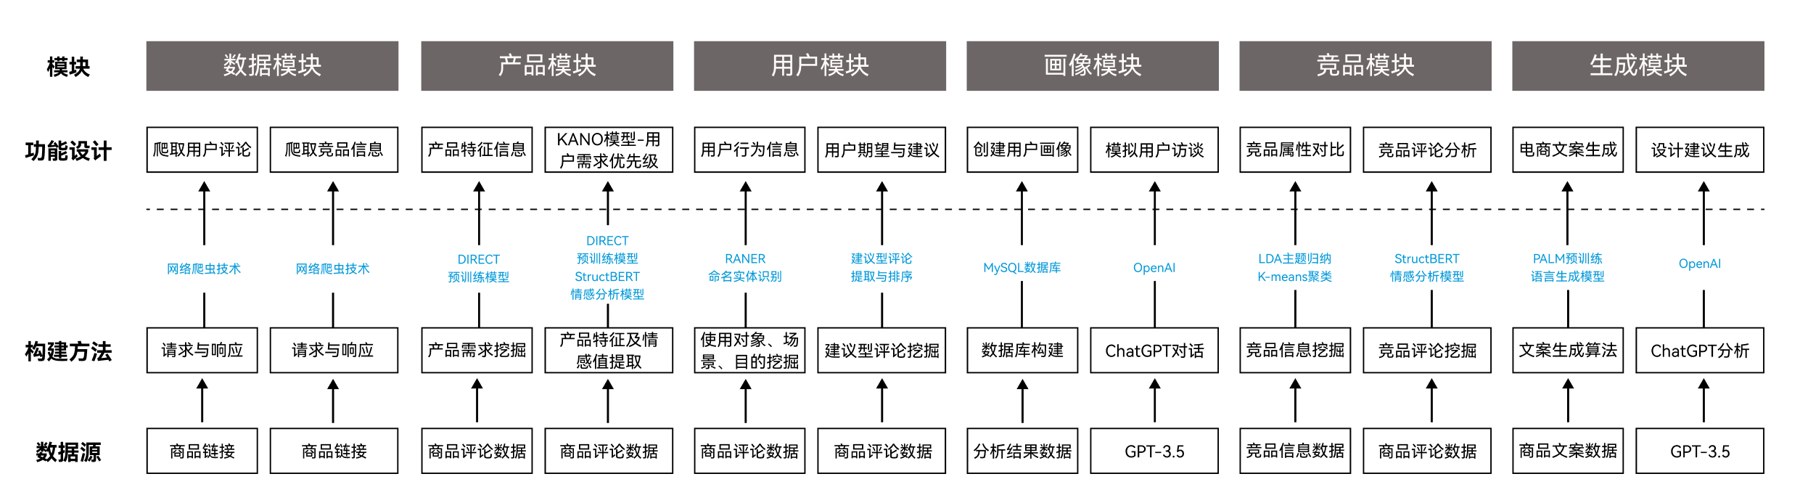 模块
数据模块
产品模块
用户模块
画像模块
竞品模块
生成模块
功能设计
爬取用户评论
爬取竞品信息
产品特征信息
KANO模型-用
户需求优先级
用户行为信息
用户期望与建议
创建用户画像
模拟用户访谈
竞品属性对比
竞品评论分析
电商文案生成
设计建议生成
网络爬虫技术
网络爬虫技术
DIRECT
预训练模型
DIRECT
预训练模型
StructBERT
情感分析模型
RANER
命名实体识别
建议型评论
提取与排序
MySQL数据库
OpenAI
LDA主题归纳
K-means聚类
StructBERT
情感分析模型
PALM预训练
语言生成模型
OpenAI
构建方法
请求与响应
请求与响应
产品需求挖掘
产品特征及情
感值提取
使用对象、场
景、目的挖掘
建议型评论挖掘
数据库构建
ChatGPT对话
竞品信息挖掘
竞品评论挖掘
文案生成算法
ChatGPT分析
数据源
商品链接
商品链接
商品评论数据
商品评论数据
商品评论数据
商品评论数据
分析结果数据
GPT-3.5
竞品信息数据
商品评论数据
商品文案数据
GPT-3.5